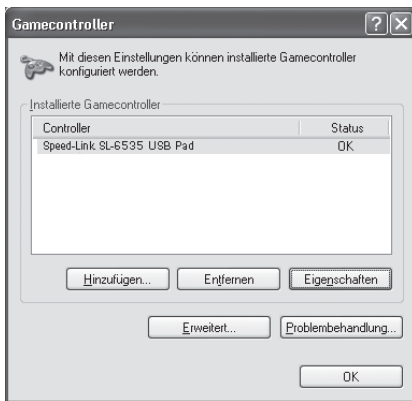 Gamecontroller
Mit diesen Einstellungen können installierte Gamecontroller
konfiguriert werden.
Installierte Gamecontroller
Controller Status
Speed-Link SL-6535 USB Pad OK
Hinzufügen... Entfernen Eigenschaften
Erweitert... Problembehandlung...
OK